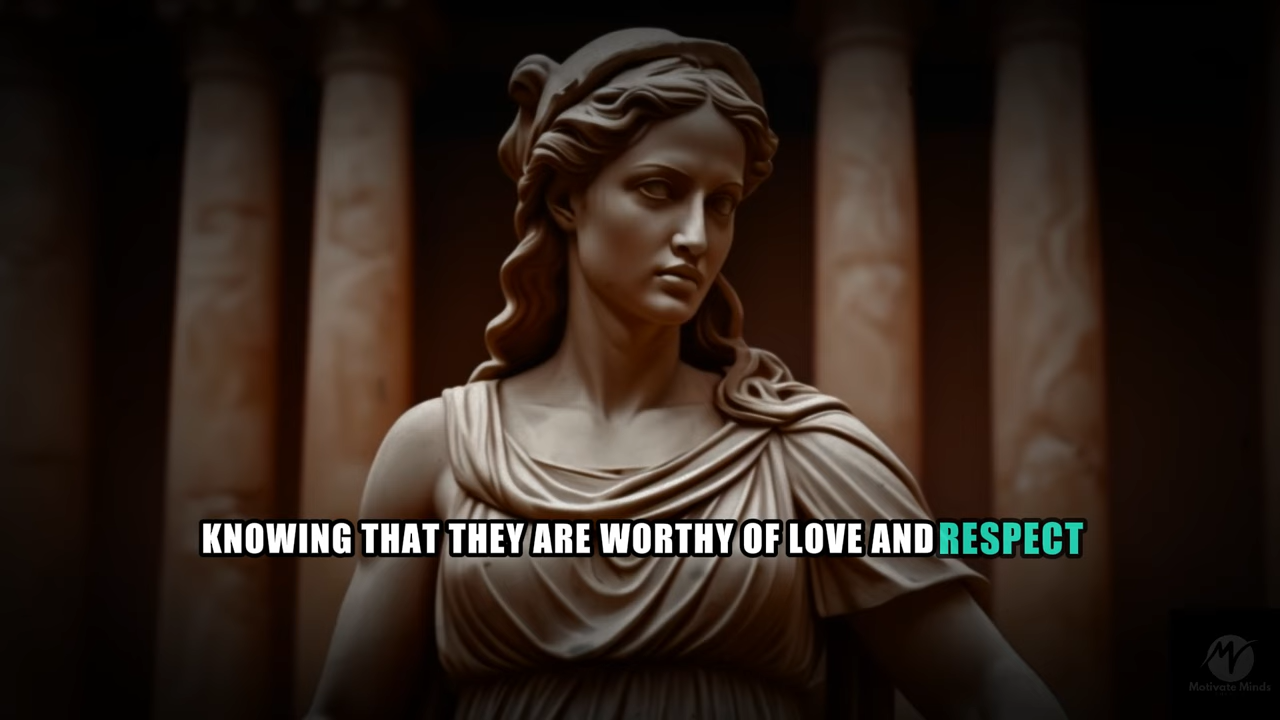 KNOWING THAT THEY ARE WORTHY OF LOVE AND RESPECT
Motivate Minds